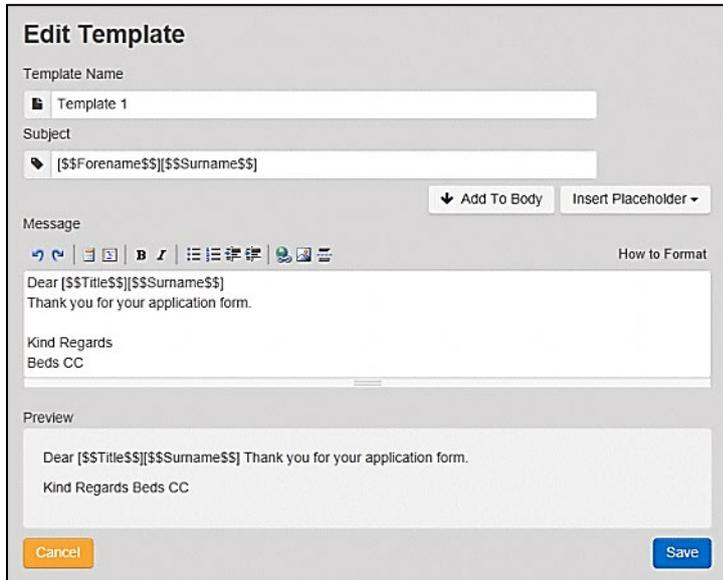 Edit Template
Template Name
Template 1
Subject
[$$Forename$$][$$Surname$$]
Add To Body Insert Placeholder
Message
B I How to Format
Dear [$$Title$$][$$Surname$$]
Thank you for your application form.
Kind Regards
Beds CC
Preview
Dear [$$Title$$][$$Surname$$] Thank you for your application form.
Kind Regards Beds CC
Cancel Save